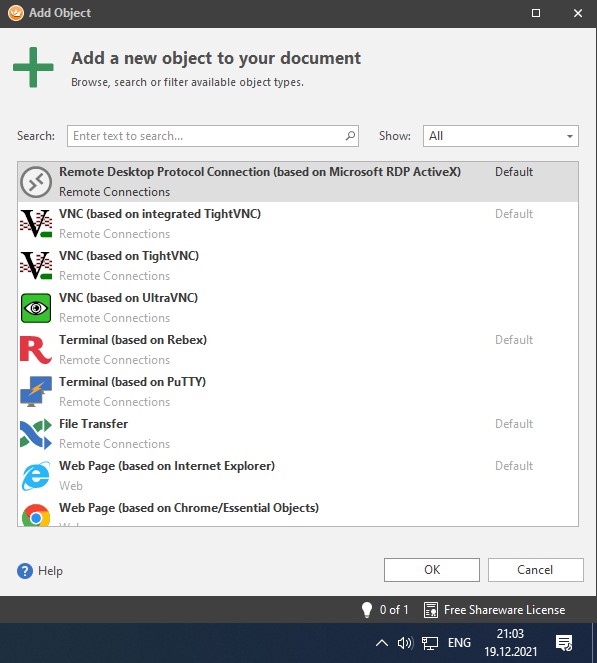 Add Object
Add a new object to your document
Browse, search or filter available object types.
Search: Enter text to search... Show: All
Remote Desktop Protocol Connection (based on Microsoft RDP ActiveX) Default
Remote Connections
VNC (based on integrated TightVNC) Default
Remote Connections
VNC (based on TightVNC)
Remote Connections
VNC (based on UltraVNC)
Remote Connections
Terminal (based on Rebex) Default
Remote Connections
Terminal (based on PuTTY)
Remote Connections
File Transfer Default
Remote Connections
Web Page (based on Internet Explorer) Default
Web
Web Page (based on Chrome/Essential Objects)
Web
Help OK Cancel
0 of 1 Free Shareware License
ENG 21:03
19.12.2021